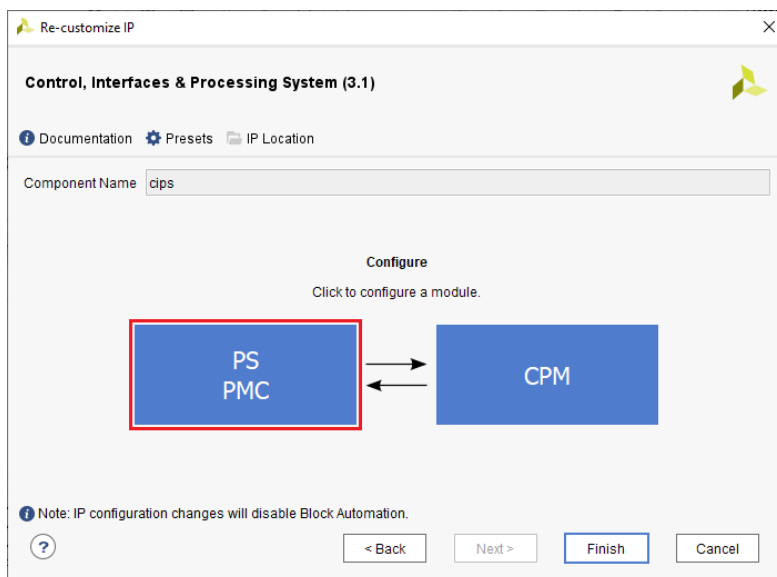 Re-customize IP
Control, Interfaces & Processing System (3.1)
Documentation Presets IP Location
Component Name cips
Configure
Click to configure a module.
PS
PMC
CPM
Note: IP configuration changes will disable Block Automation.
? < Back Next > Finish Cancel